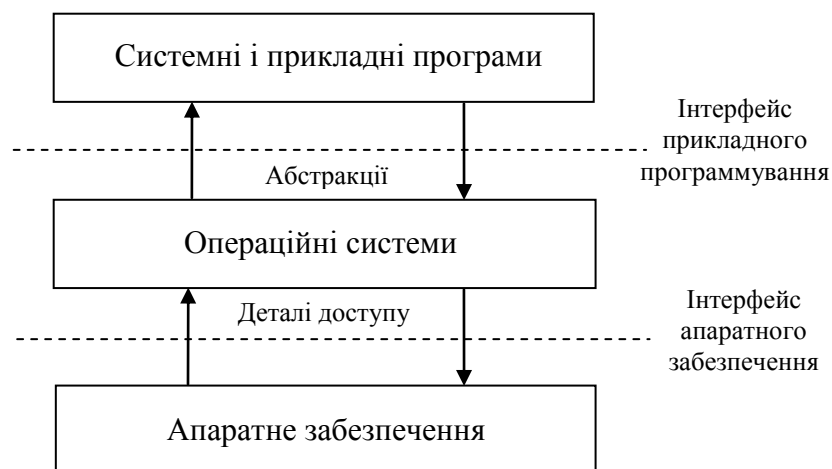 Системні і прикладні програми
Інтерфейс
прикладного
программування
Абстракції
Операційні системи
Деталі доступу
Інтерфейс
апаратного
забезпечення
Апаратне забезпечення